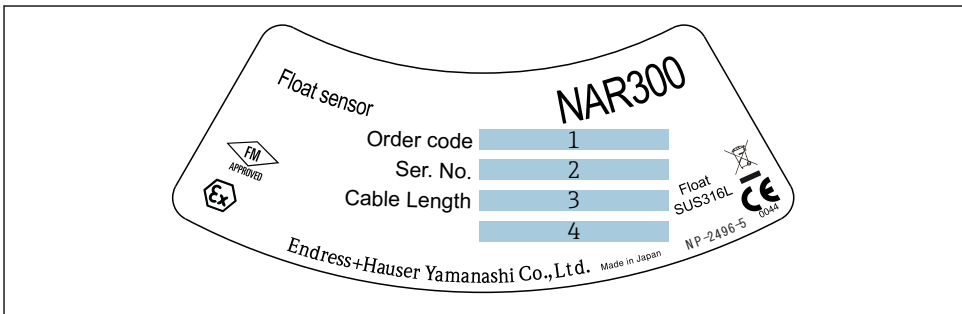 Float sensor
NAR300
Order code 1
Ser. No. 2
Cable Length 3
4
FM
APPROVED
Ex
Float
SUS316L
CE
0044
NP-2496-5
Endress+Hauser Yamanashi Co.,Ltd. Made in Japan